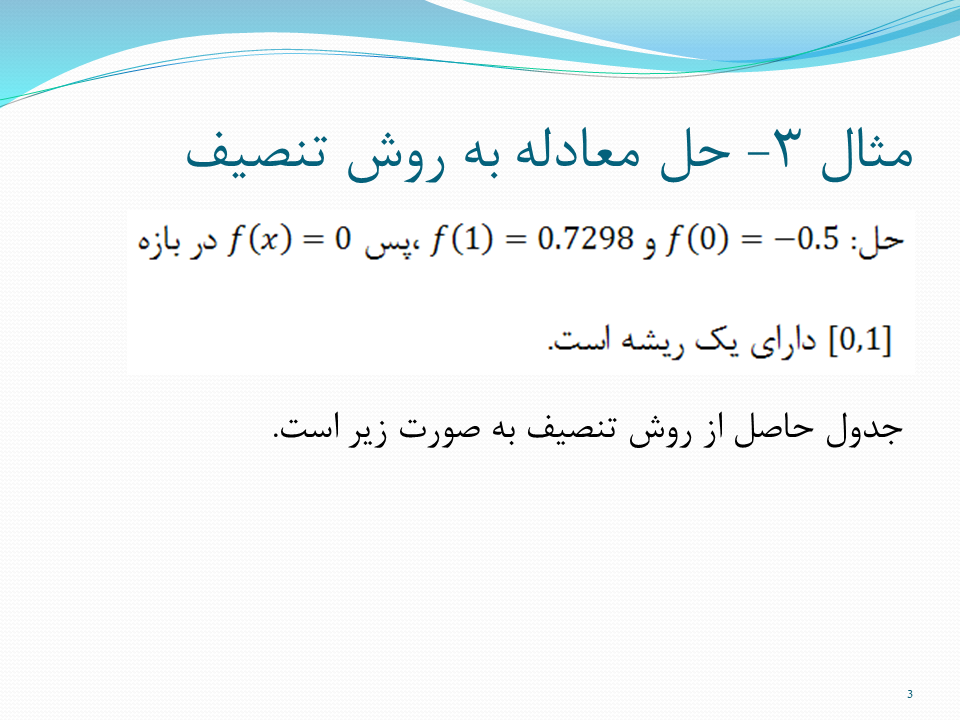 مثال ۳- حل معادله به روش تنصیف
حل: f(0) = −0.5 و f(1) = 0.7298 ،پس f(x) = 0 در بازه
[0,1] دارای یک ریشه است.
جدول حاصل از روش تنصیف به صورت زیر است.
3